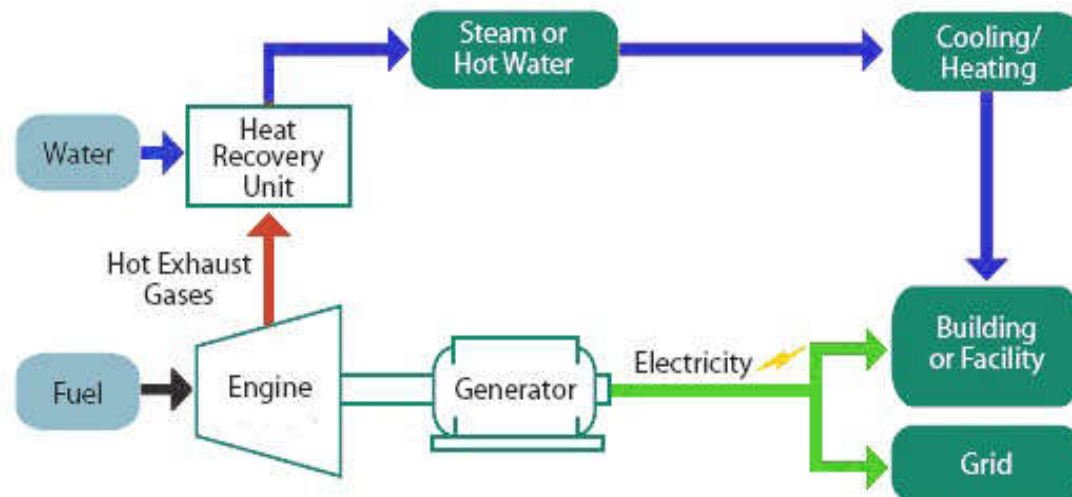 Steam or
Hot Water
Cooling/
Heating
Water
Heat
Recovery
Unit
Hot Exhaust
Gases
Fuel
Engine
Generator
Electricity
Building
or Facility
Grid